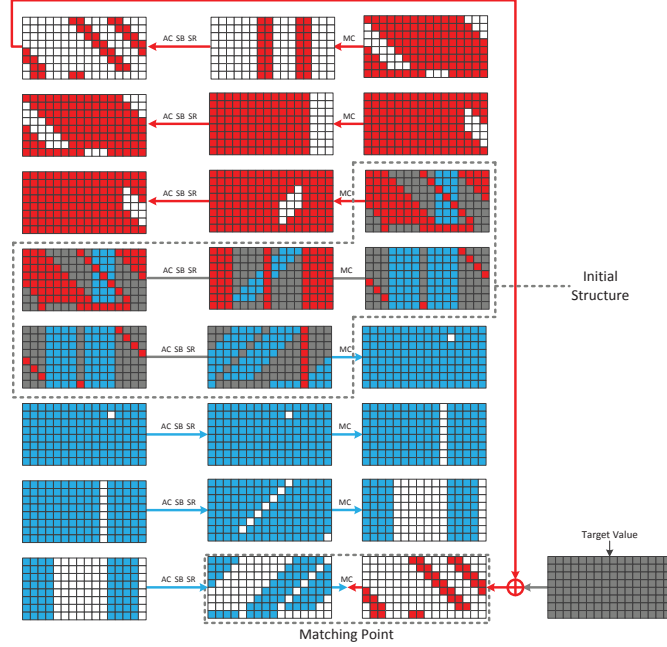 AC SB SR
MC
AC SB SR
MC
AC SB SR
MC
AC SB SR
MC
Initial
Structure
AC SB SR
MC
AC SB SR
MC
AC SB SR
MC
Target Value
AC SB SR
MC
Matching Point